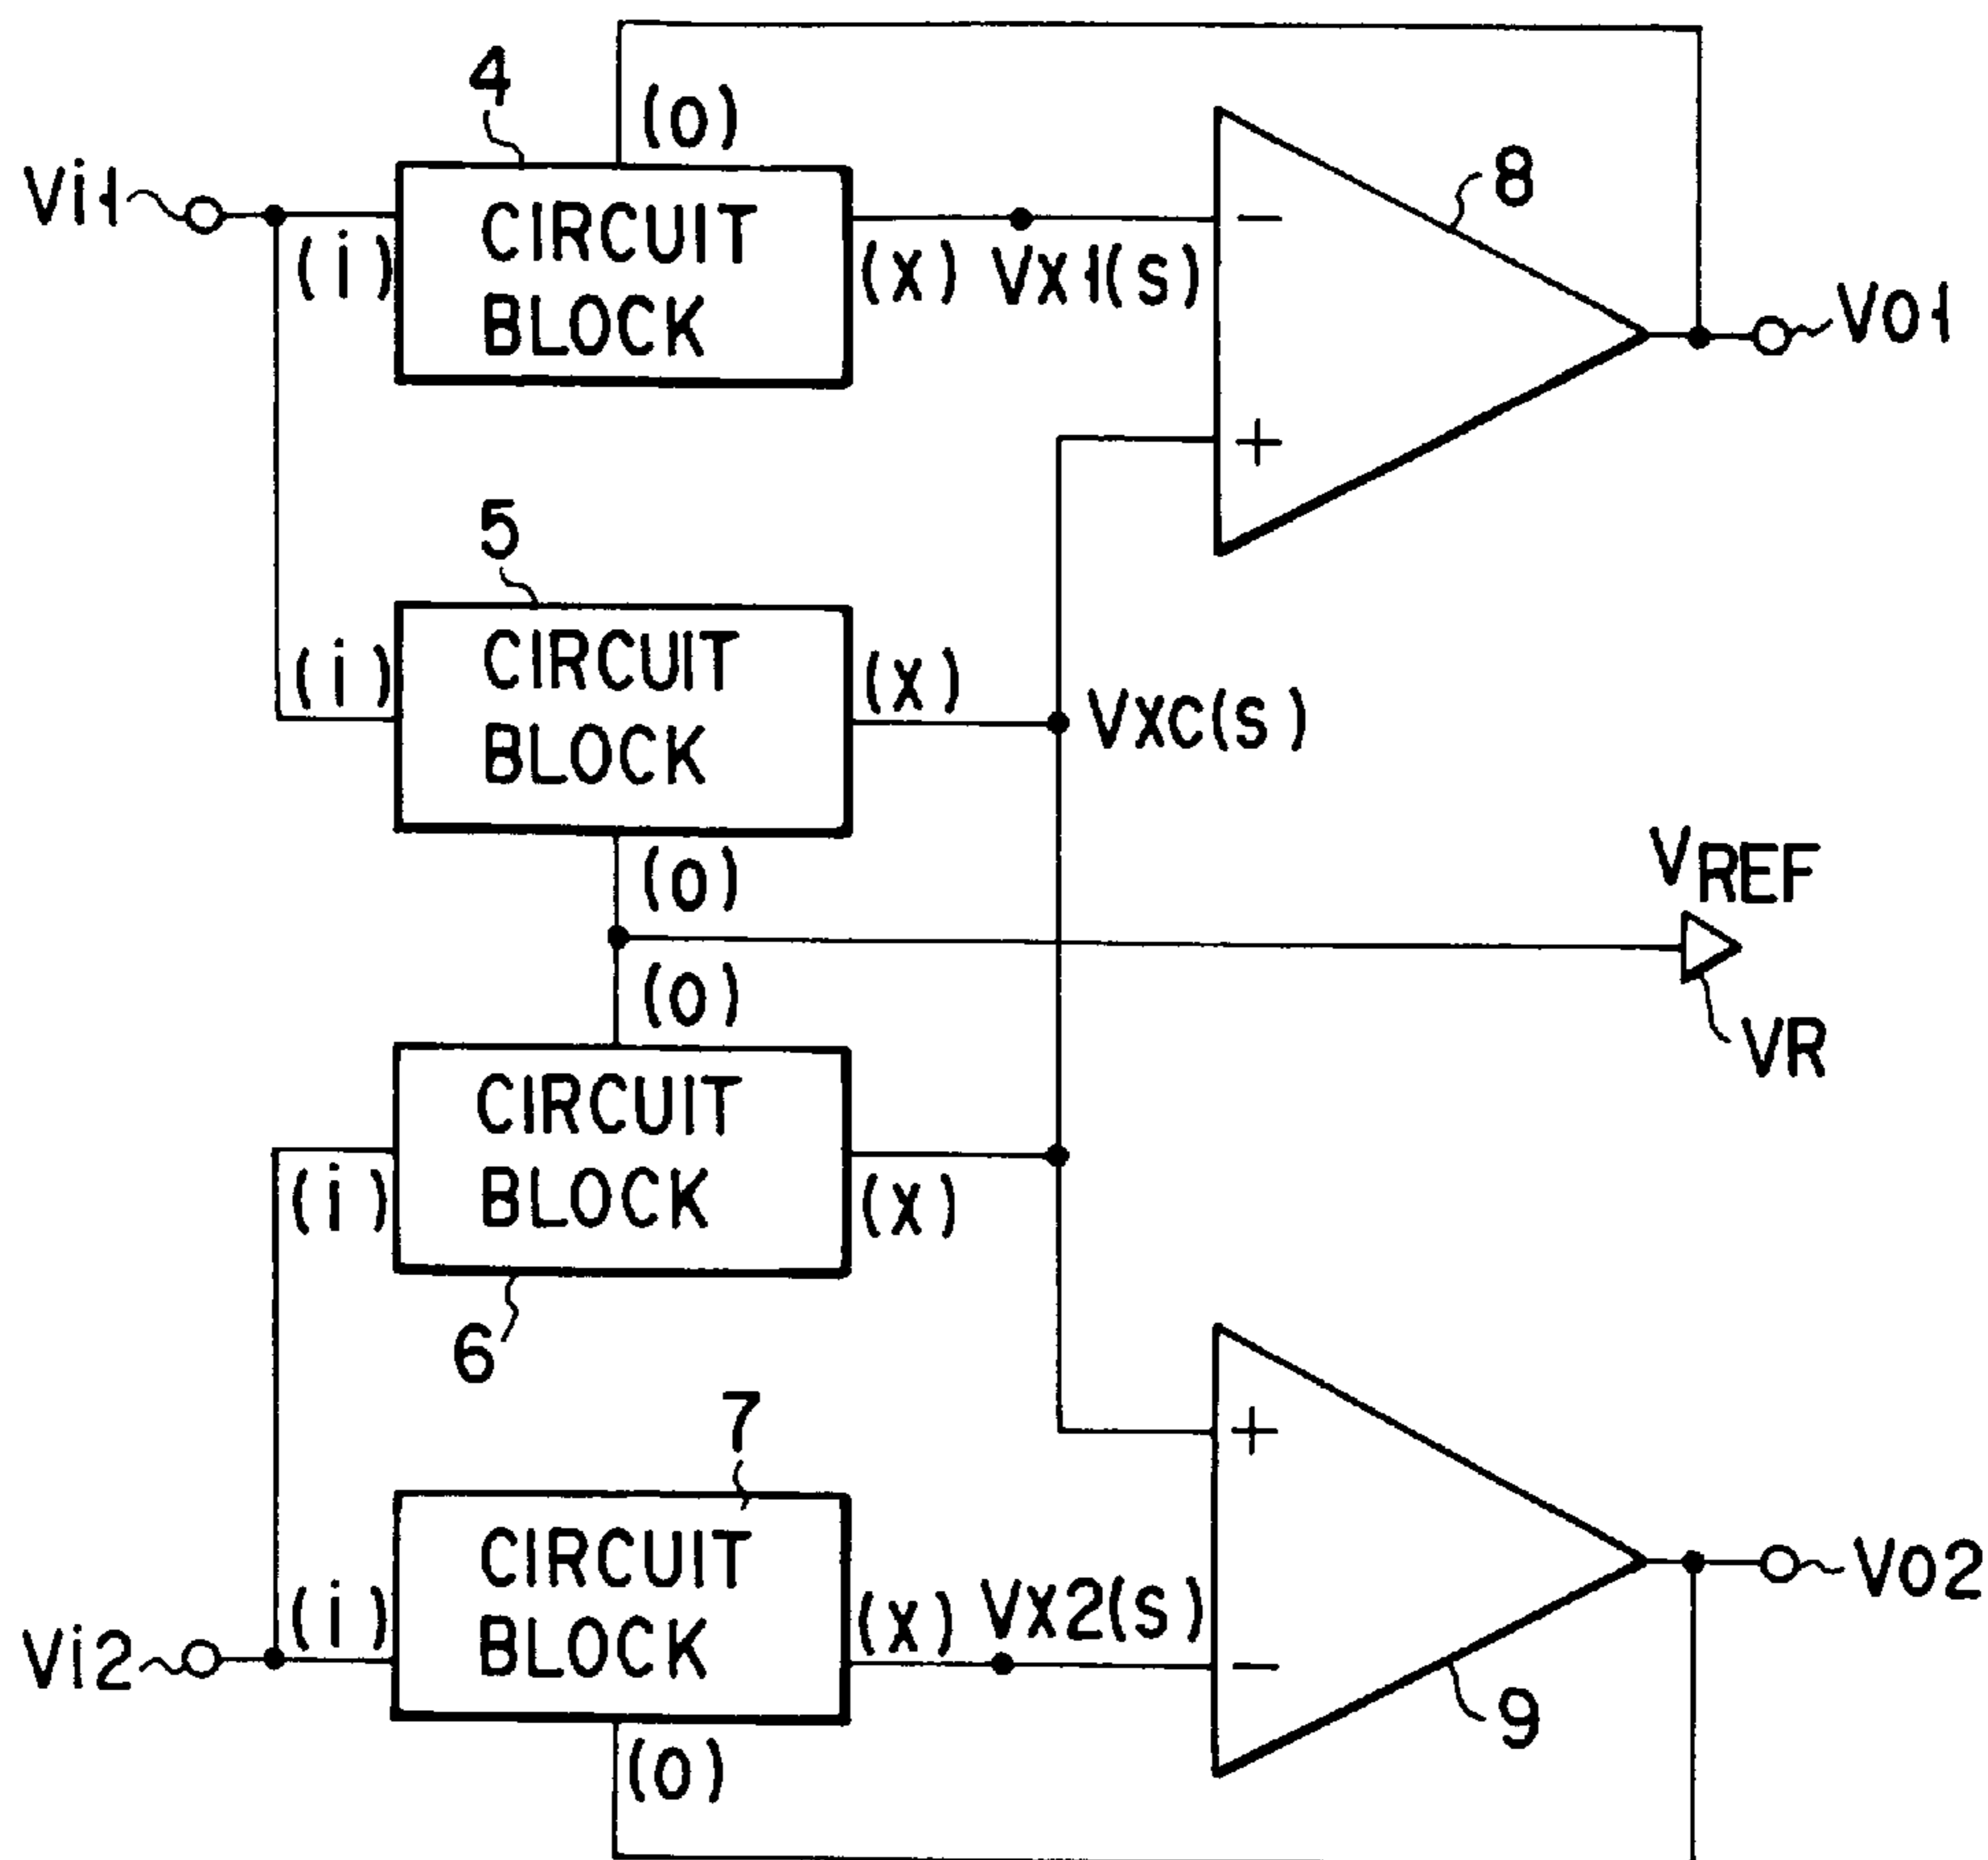 4
(o)
Vi1
(i)
CIRCUIT
BLOCK
(x)
Vx1(s)
−
+
8
Vo1
5
(i)
CIRCUIT
BLOCK
(x)
Vxc(s)
(o)
VREF
VR
(o)
(i)
CIRCUIT
BLOCK
(x)
6
7
+
−
Vi2
(i)
CIRCUIT
BLOCK
(x)
Vx2(s)
Vo2
9
(o)